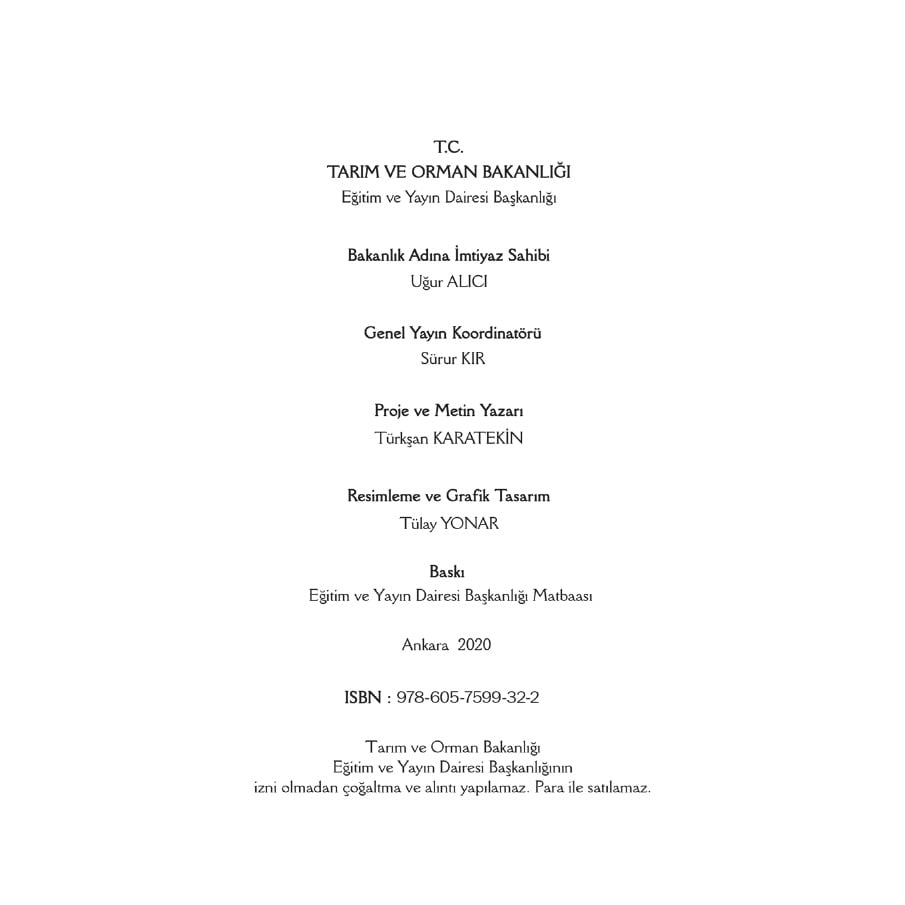 T.C.
TARIM VE ORMAN BAKANLIĞI
Eğitim ve Yayın Dairesi Başkanlığı
Bakanlık Adına İmtiyaz Sahibi
Uğur ALICI
Genel Yayın Koordinatörü
Sürur KIR
Proje ve Metin Yazarı
Türkşan KARATEKİN
Resimleme ve Grafik Tasarım
Tülay YONAR
Baskı
Eğitim ve Yayın Dairesi Başkanlığı Matbaası
Ankara 2020
ISBN : 978-605-7599-32-2
Tarım ve Orman Bakanlığı
Eğitim ve Yayın Dairesi Başkanlığının
izni olmadan çoğaltma ve alıntı yapılamaz. Para ile satılamaz.